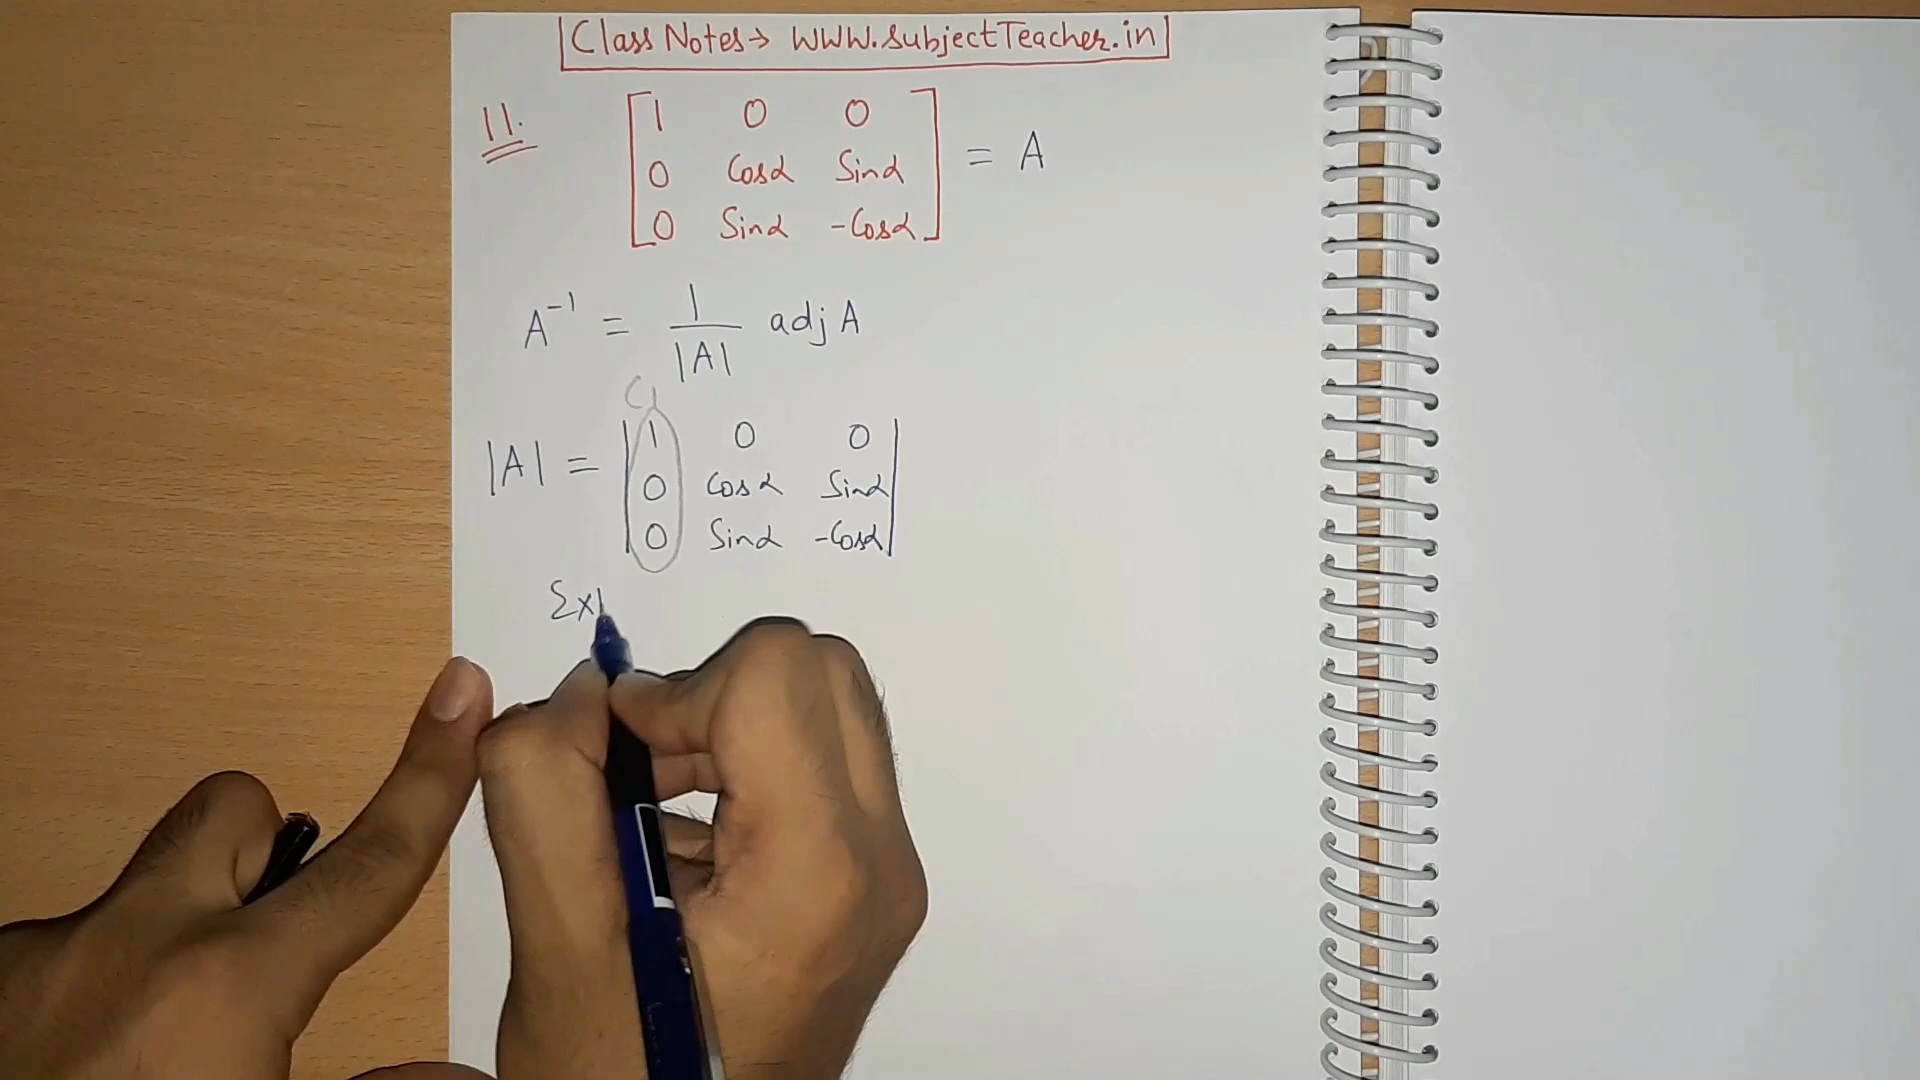 Class Notes → WWW.SubjectTeacher.in
11.
[1 0 0
0 Cosα Sinα
0 Sinα -Cosα] = A
A⁻¹ = 1/|A| adj A
C₁
|A| = |1 0 0
0 Cosα Sinα
0 Sinα -Cosα|
Exp